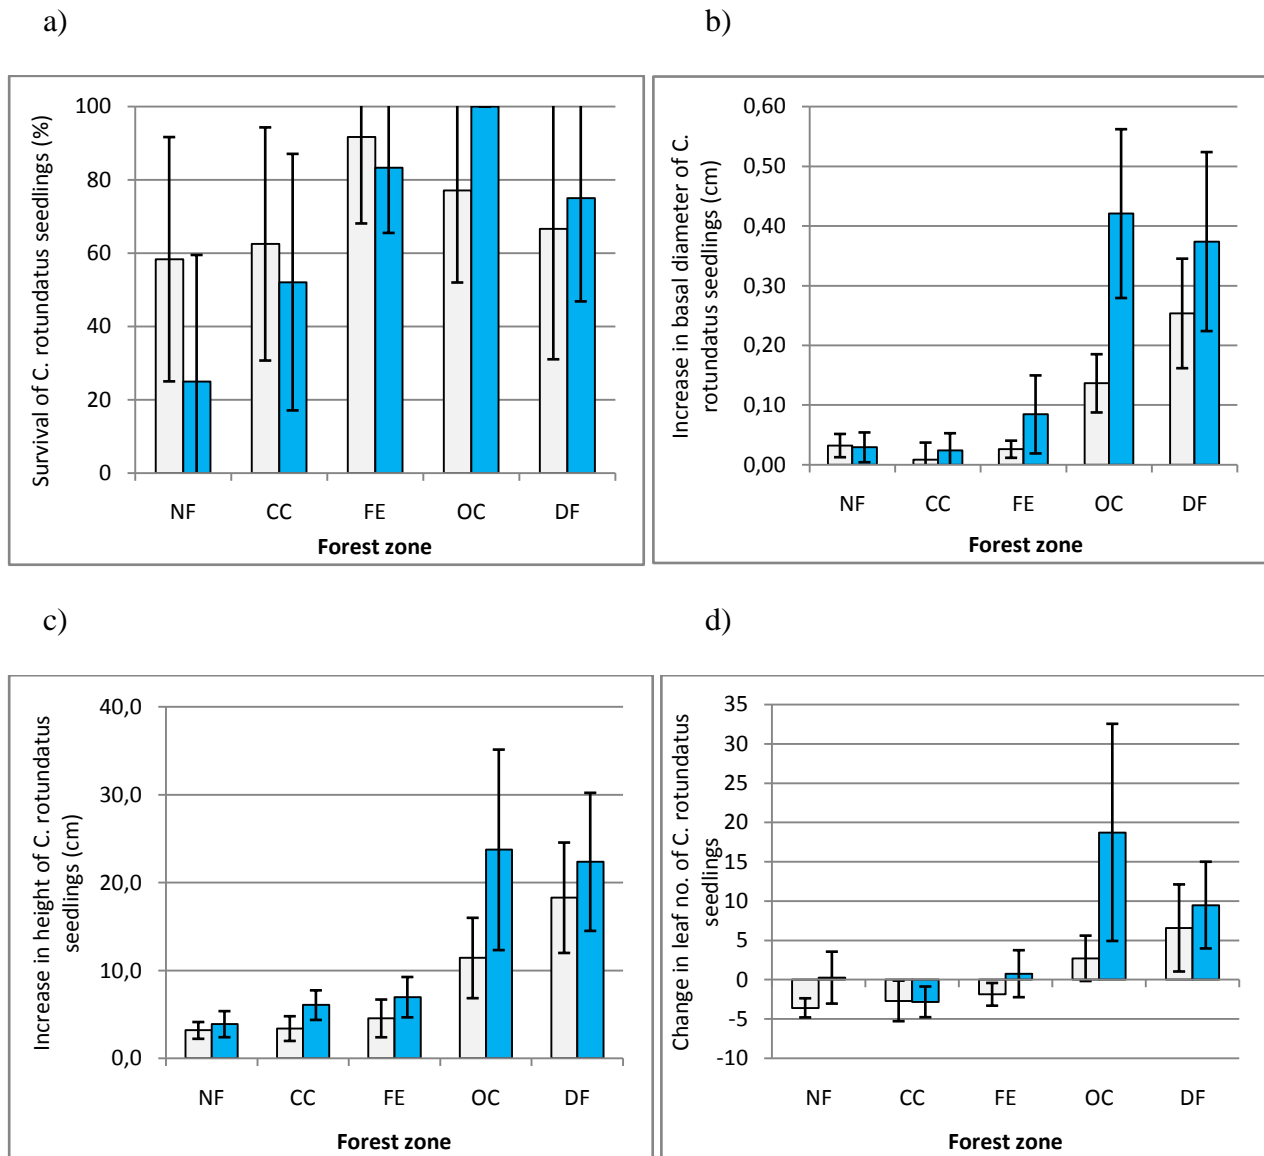 a)
b)
Survival of C. rotundatus seedlings (%)
100
80
60
40
20
0
NF CC FE OC DF
Forest zone
Increase in basal diameter of C.
rotundatus seedlings (cm)
0,60
0,50
0,40
0,30
0,20
0,10
0,00
NF CC FE OC DF
Forest zone
c)
d)
Increase in height of C. rotundatus
seedlings (cm)
40,0
30,0
20,0
10,0
0,0
NF CC FE OC DF
Forest zone
Change in leaf no. of C. rotundatus
seedlings
35
30
25
20
15
10
5
0
-5
-10
NF CC FE OC DF
Forest zone